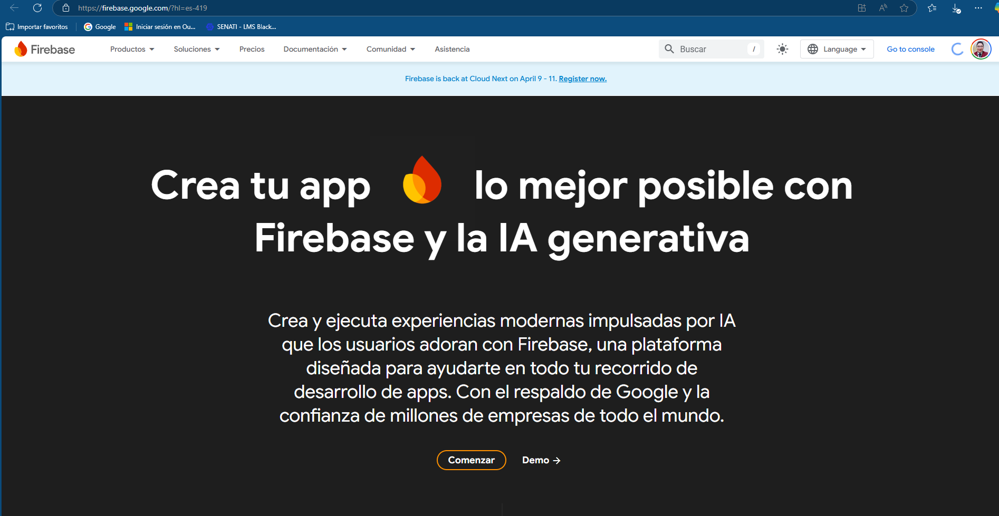 https://firebase.google.com/?hl=es-419
Importar favoritos
Google
Iniciar sesión en Ou...
SENATI - LMS Black...
Firebase
Productos
Soluciones
Precios
Documentación
Comunidad
Asistencia
Buscar
/
Language
Go to console
Firebase is back at Cloud Next on April 9 - 11. Register now.
Crea tu app lo mejor posible con
Firebase y la IA generativa
Crea y ejecuta experiencias modernas impulsadas por IA
que los usuarios adoran con Firebase, una plataforma
diseñada para ayudarte en todo tu recorrido de
desarrollo de apps. Con el respaldo de Google y la
confianza de millones de empresas de todo el mundo.
Comenzar
Demo →